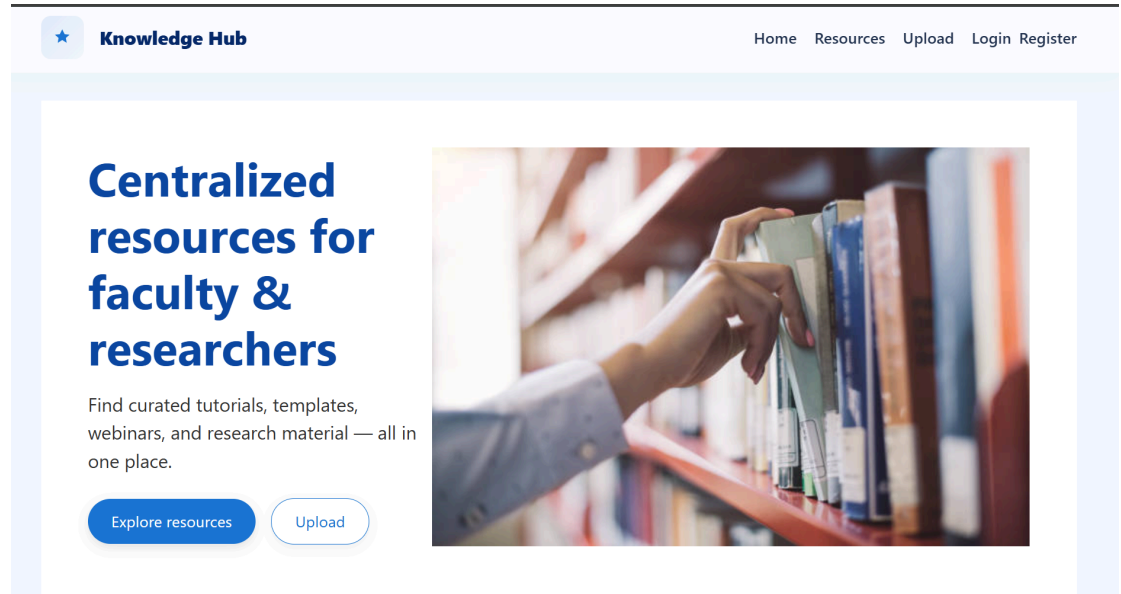 Knowledge Hub
Home Resources Upload Login Register
Centralized
resources for
faculty &
researchers
Find curated tutorials, templates,
webinars, and research material — all in
one place.
Explore resources Upload